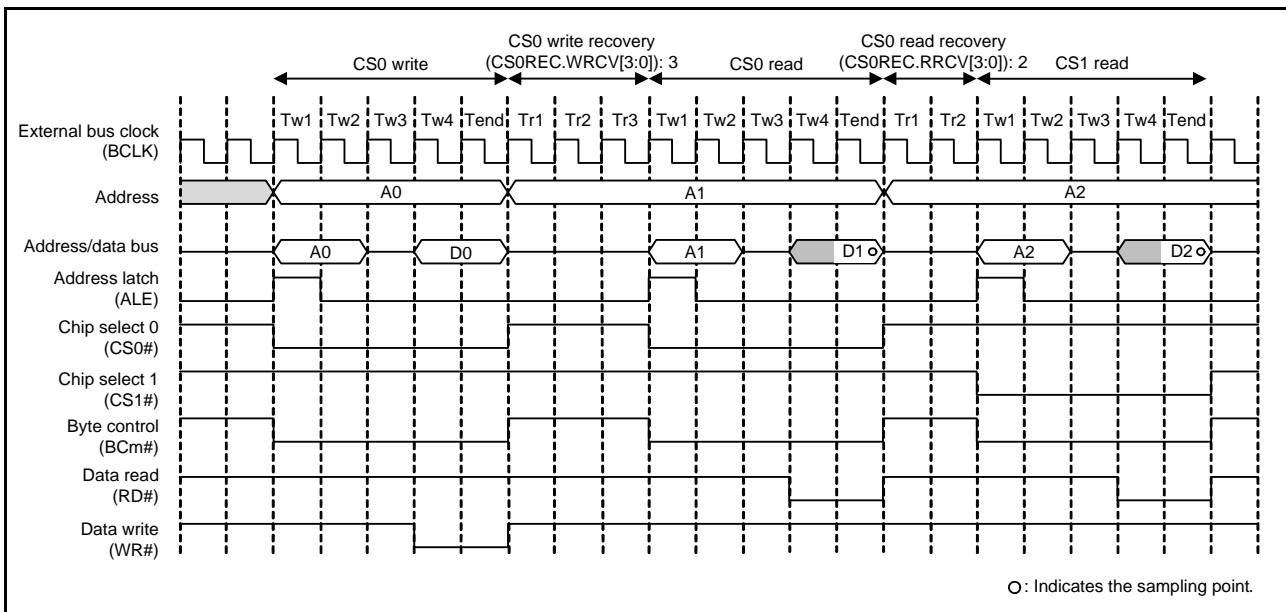 CS0 write recovery
(CS0REC.WRCV[3:0]): 3
CS0 read recovery
(CS0REC.RRCV[3:0]): 2
CS0 write
CS0 read
CS1 read
Tw1 Tw2 Tw3 Tw4 Tend Tr1 Tr2 Tr3 Tw1 Tw2 Tw3 Tw4 Tend Tr1 Tr2 Tw1 Tw2 Tw3 Tw4 Tend
External bus clock
(BCLK)
Address A0 A1 A2
Address/data bus A0 D0 A1 D1 A2 D2
Address latch
(ALE)
Chip select 0
(CS0#)
Chip select 1
(CS1#)
Byte control
(BCm#)
Data read
(RD#)
Data write
(WR#)
: Indicates the sampling point.